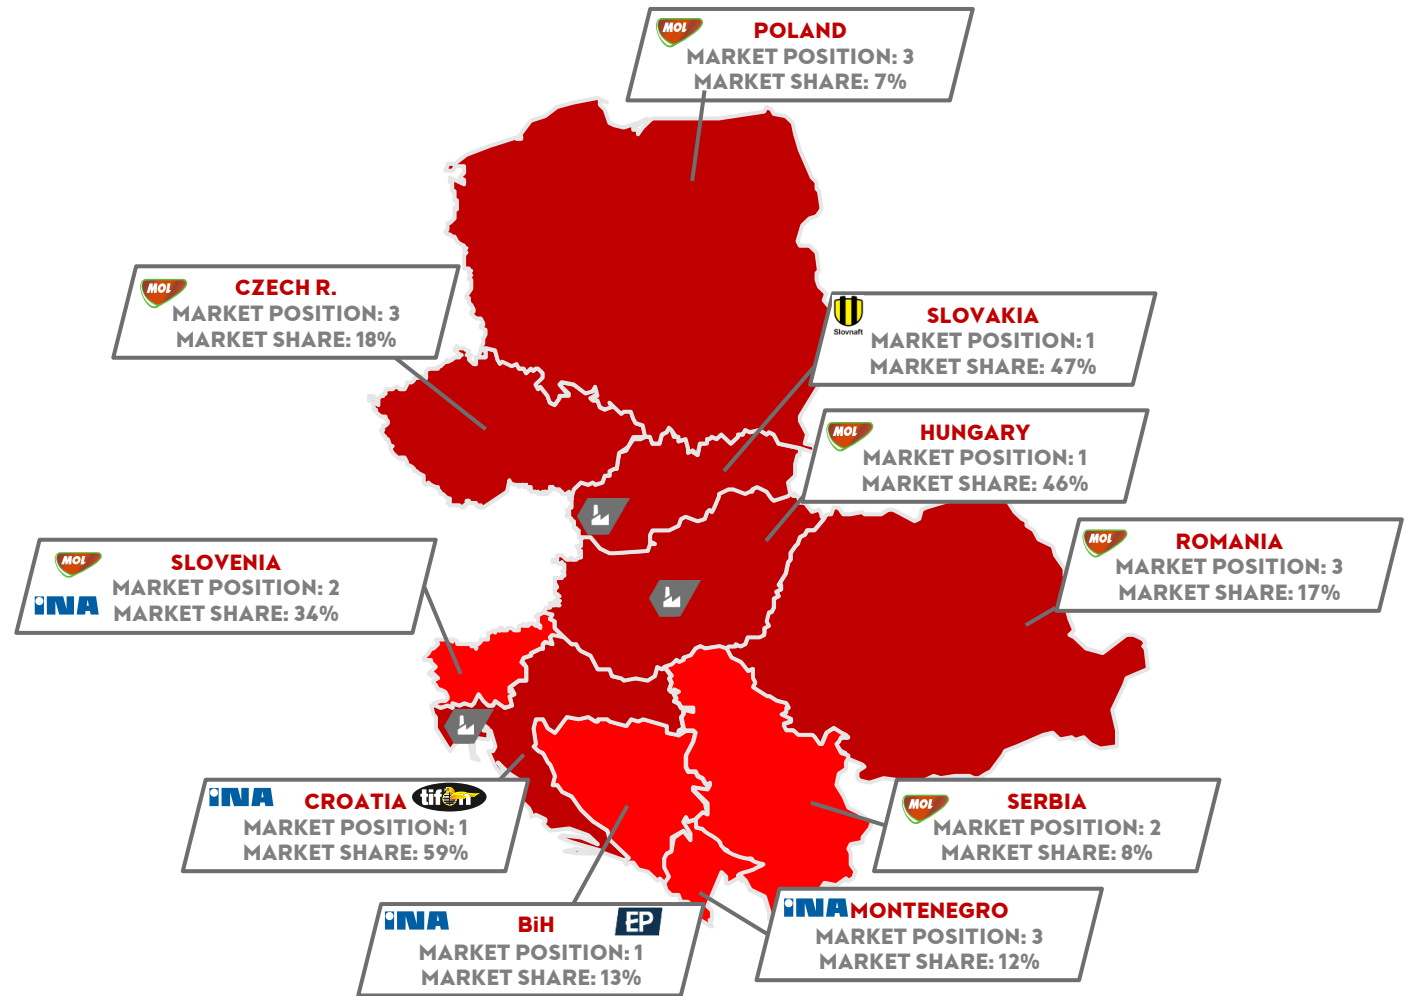 MOL
POLAND
MARKET POSITION: 3
MARKET SHARE: 7%
MOL
CZECH R.
MARKET POSITION: 3
MARKET SHARE: 18%
Slovnaft
SLOVAKIA
MARKET POSITION: 1
MARKET SHARE: 47%
MOL
HUNGARY
MARKET POSITION: 1
MARKET SHARE: 46%
MOL
ROMANIA
MARKET POSITION: 3
MARKET SHARE: 17%
MOL
SLOVENIA
MARKET POSITION: 2
INA
MARKET SHARE: 34%
INA
CROATIA
tifon
MARKET POSITION: 1
MARKET SHARE: 59%
MOL
SERBIA
MARKET POSITION: 2
MARKET SHARE: 8%
INA
BiH
EP
MARKET POSITION: 1
MARKET SHARE: 13%
INA
MONTENEGRO
MARKET POSITION: 3
MARKET SHARE: 12%